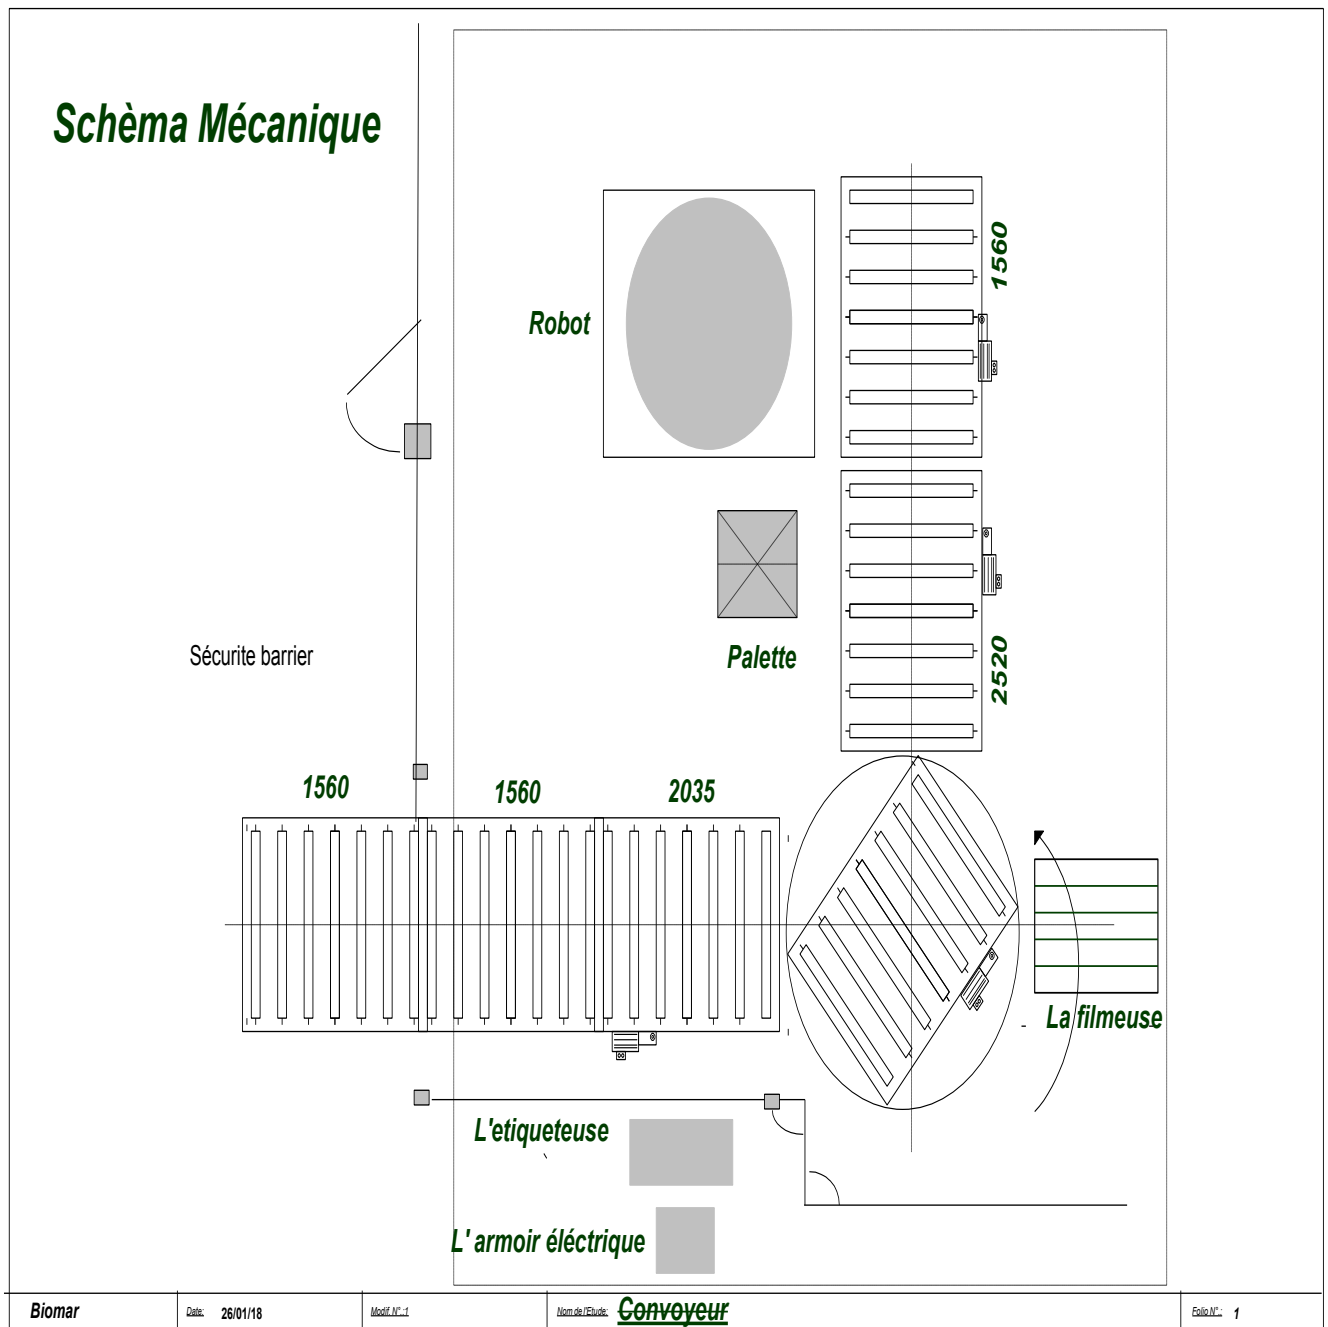 Schèma Mécanique
1560
Robot
Sécurite barrier
Palette
2520
1560
1560
2035
La filmeuse
L'etiqueteuse
L' armoir éléctrique
Biomar
Date: 26/01/18
Modif. N°.:1
Nom de l'Etude: Convoyeur
Folio N°.: 1